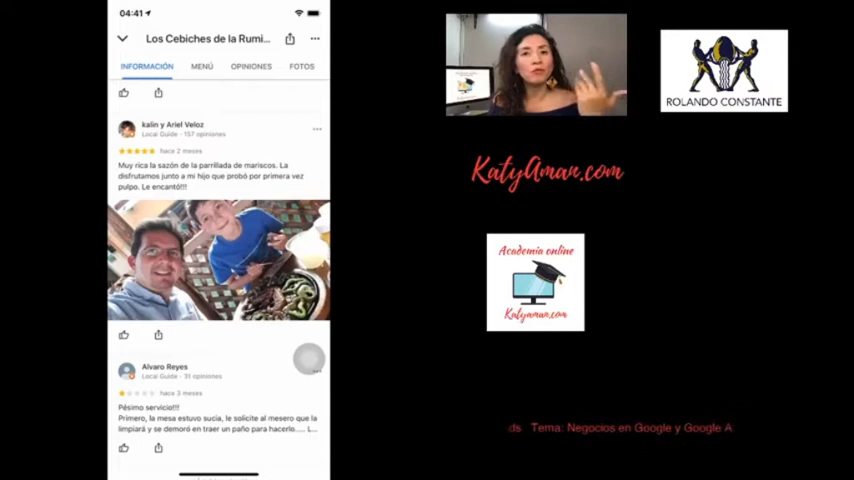 04:41
Los Cebiches de la Rumi...
INFORMACIÓN MENÚ OPINIONES FOTOS
kalin y Ariel Veloz
Local Guide · 157 opiniones
hace 2 meses
Muy rica la sazón de la parrillada de mariscos. La
disfrutamos junto a mi hijo que probó por primera vez
pulpo. Le encantó!!!
Alvaro Reyes
Local Guide · 31 opiniones
hace 3 meses
Pésimo servicio!!!
Primero, la mesa estuvo sucia, le solicite al mesero que la
limpiará y se demoró en traer un paño para hacerlo..... L...
ROLANDO CONSTANTE
KatyAman.com
Academia online
Katyaman.com
ds Tema: Negocios en Google y Google A